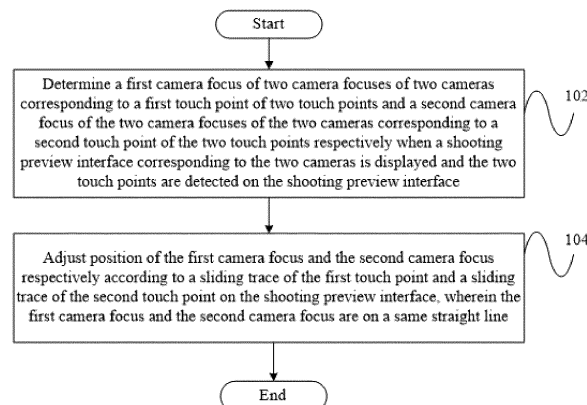 Start
Determine a first camera focus of two camera focuses of two cameras
corresponding to a first touch point of two touch points and a second camera
focus of the two camera focuses of the two cameras corresponding to a
second touch point of the two touch points respectively when a shooting
preview interface corresponding to the two cameras is displayed and the two
touch points are detected on the shooting preview interface
102
Adjust position of the first camera focus and the second camera focus
respectively according to a sliding trace of the first touch point and a sliding
trace of the second touch point on the shooting preview interface, wherein the
first camera focus and the second camera focus are on a same straight line
104
End